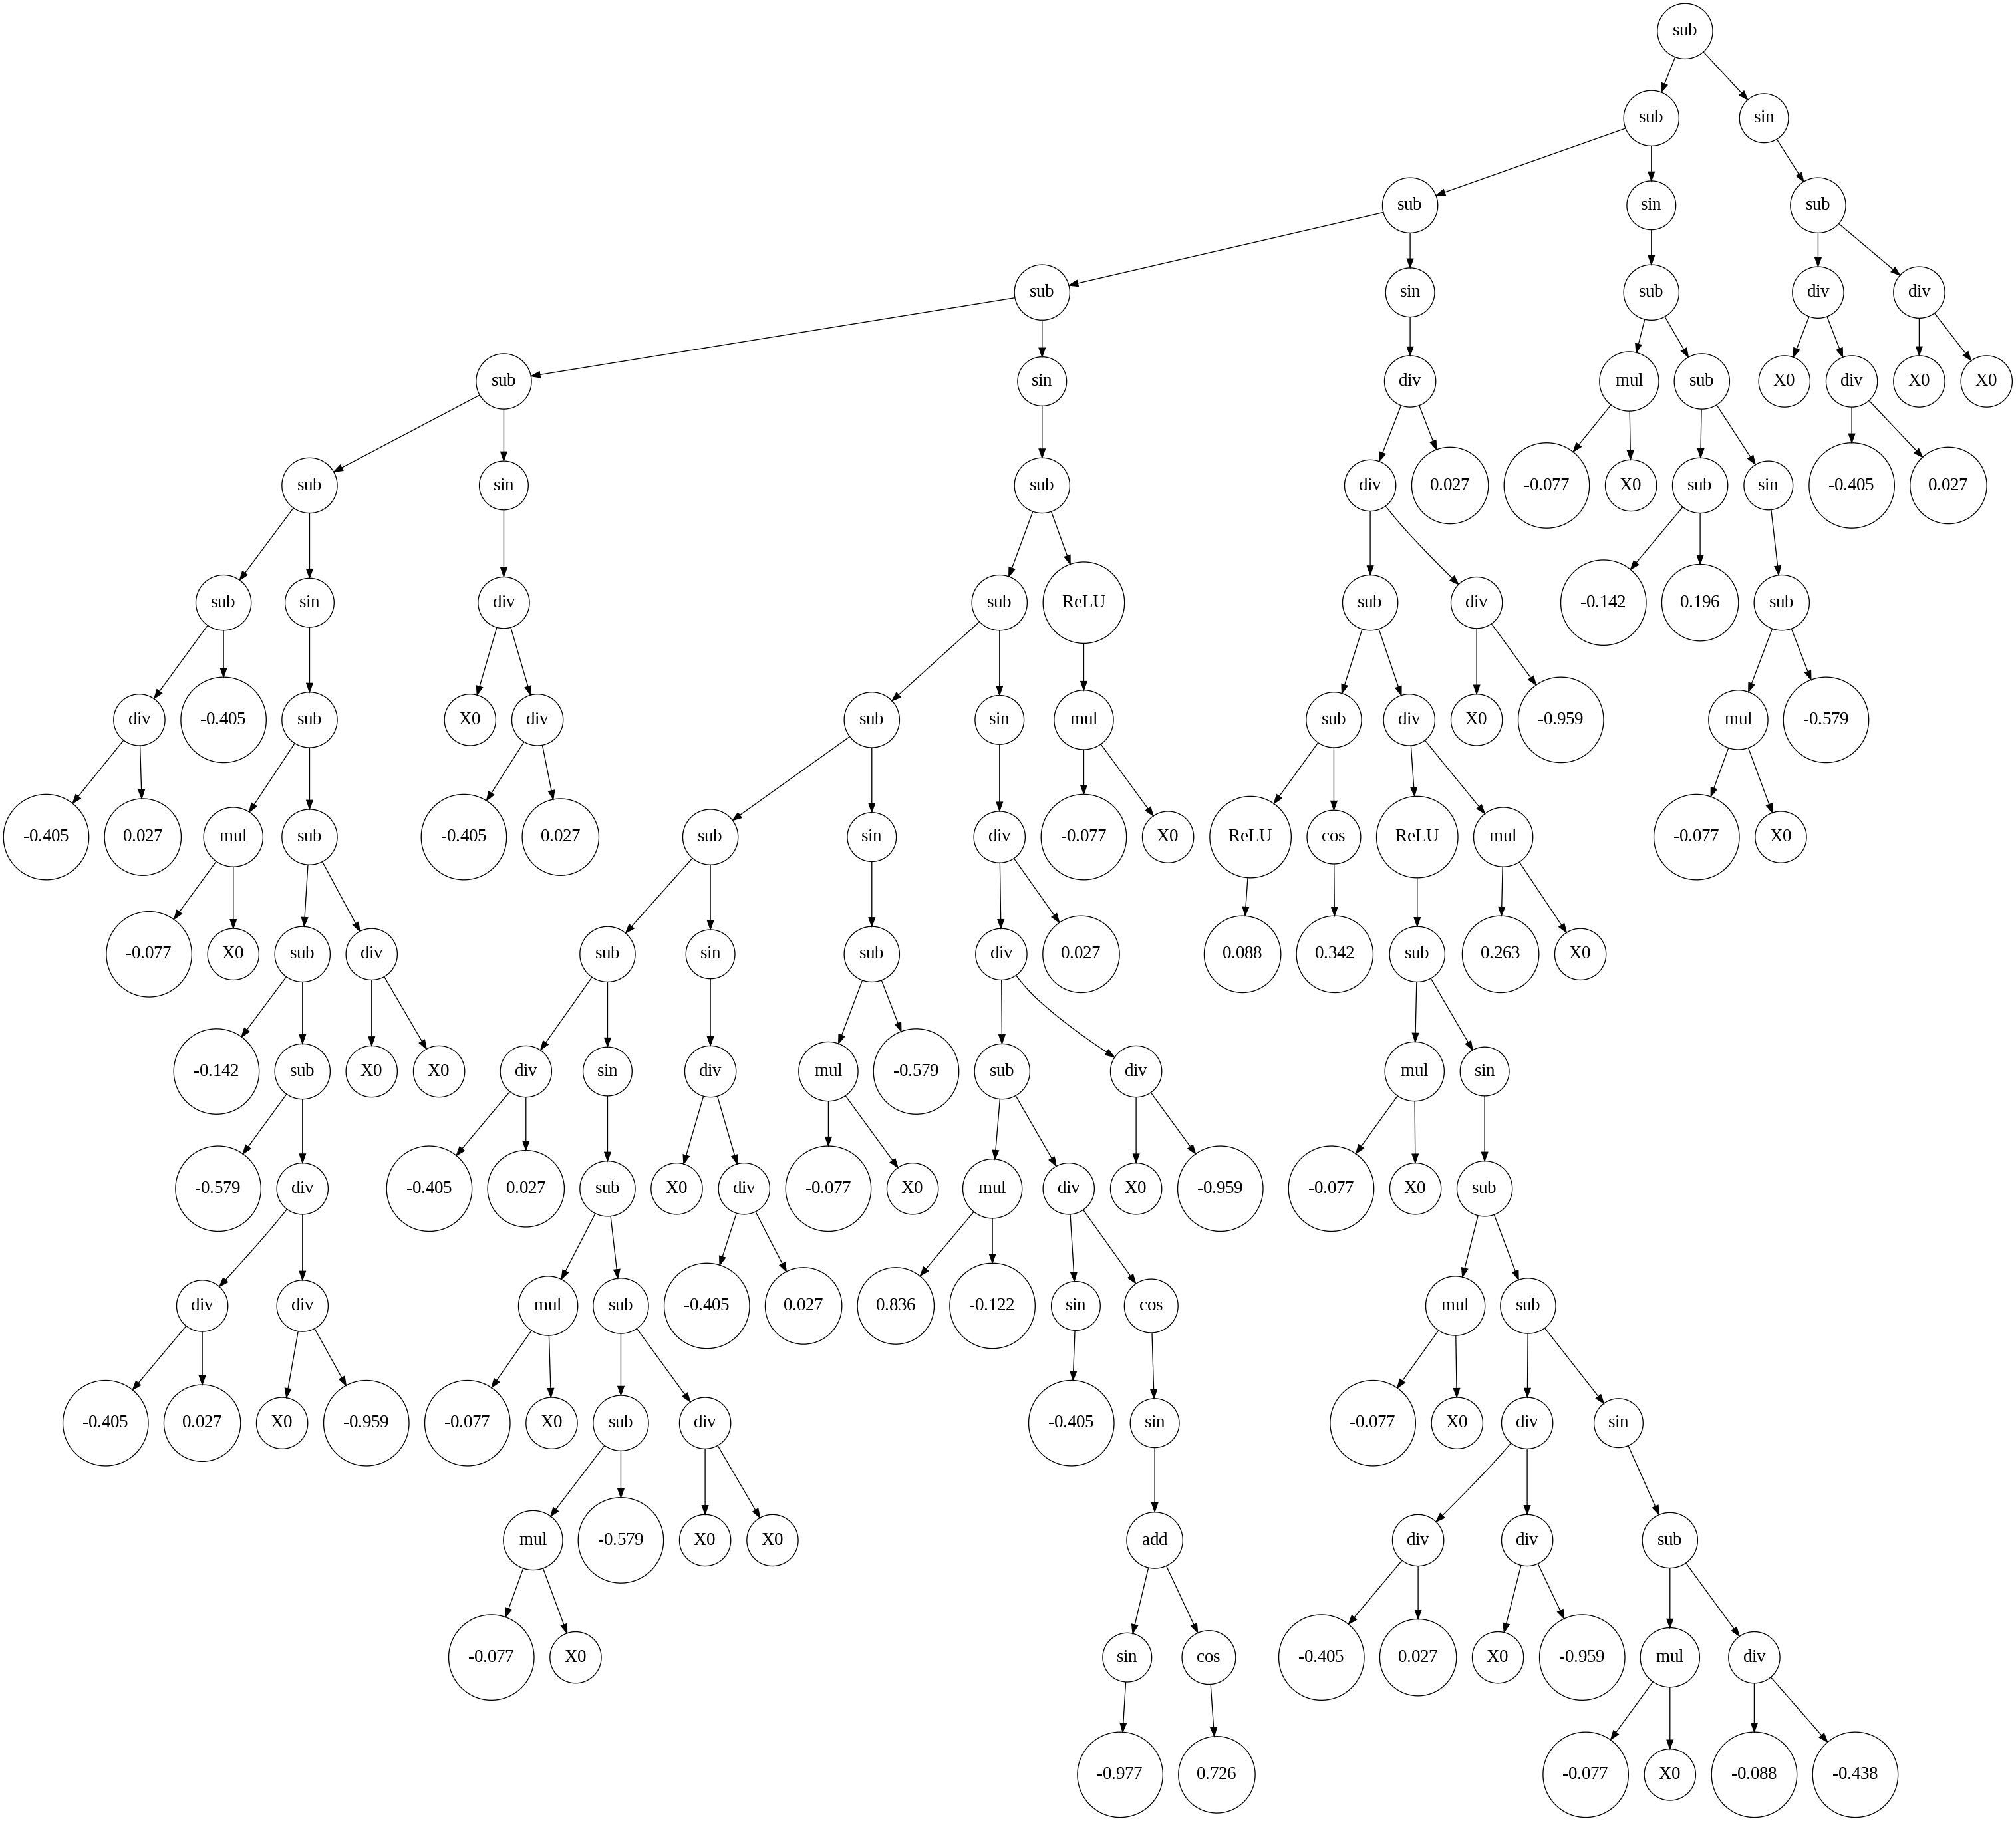 sub
sub sin
sub sin sub
sub sin sub div div
sub sin div mul sub X0 div X0 X0
sub sin sub div 0.027 -0.077 X0 sub sin -0.405 0.027
sub sin div sub ReLU sub div -0.142 0.196 sub
div -0.405 sub X0 div sub sin mul sub div X0 -0.959 mul -0.579
-0.405 0.027 mul sub -0.405 0.027 sub sin div -0.077 X0 ReLU cos ReLU mul -0.077 X0
-0.077 X0 sub div sub sin sub div 0.027 0.088 0.342 sub 0.263 X0
-0.142 sub X0 X0 div sin div mul -0.579 sub div mul sin
-0.579 div -0.405 0.027 sub X0 div -0.077 X0 mul div X0 -0.959 -0.077 X0 sub
div div mul sub -0.405 0.027 0.836 -0.122 sin cos mul sub
-0.405 0.027 X0 -0.959 -0.077 X0 sub div -0.405 sin -0.077 X0 div sin
mul -0.579 X0 X0 add div div sub
-0.077 X0 sin cos -0.405 0.027 X0 -0.959 mul div
-0.977 0.726 -0.077 X0 -0.088 -0.438